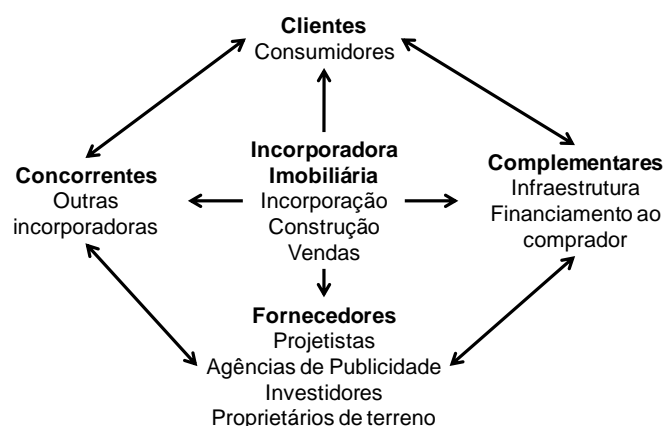 Clientes
Consumidores
Concorrentes
Outras
incorporadoras
Incorporadora
Imobiliária
Incorporação
Construção
Vendas
Complementares
Infraestrutura
Financiamento ao
comprador
Fornecedores
Projetistas
Agências de Publicidade
Investidores
Proprietários de terreno